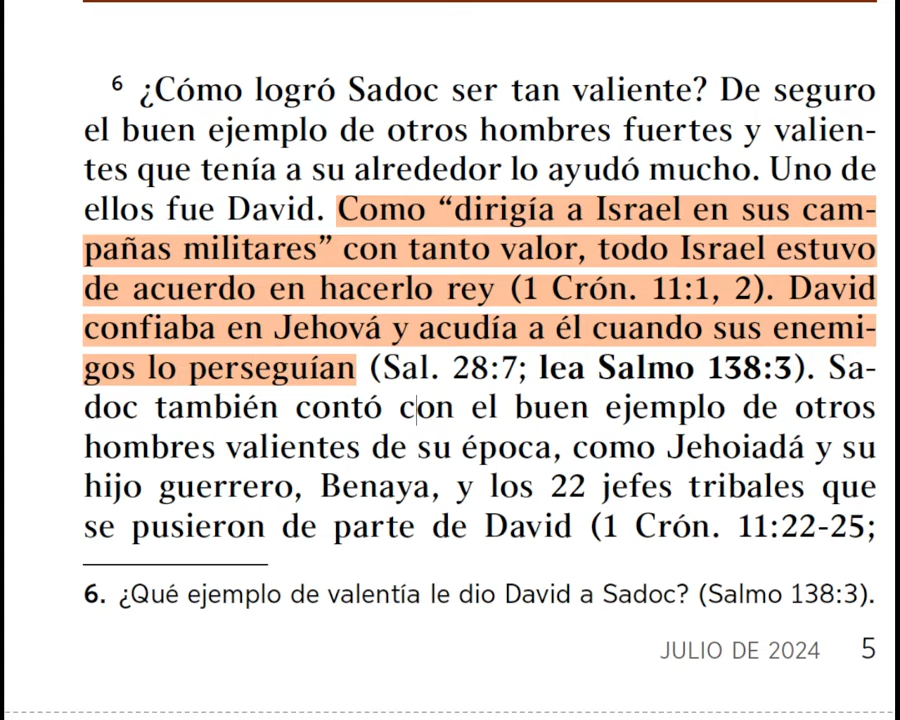 6 ¿Cómo logró Sadoc ser tan valiente? De seguro
el buen ejemplo de otros hombres fuertes y valien-
tes que tenía a su alrededor lo ayudó mucho. Uno de
ellos fue David. Como “dirigía a Israel en sus cam-
pañas militares” con tanto valor, todo Israel estuvo
de acuerdo en hacerlo rey (1 Crón. 11:1, 2). David
confiaba en Jehová y acudía a él cuando sus enemi-
gos lo perseguían (Sal. 28:7; lea Salmo 138:3). Sa-
doc también contó con el buen ejemplo de otros
hombres valientes de su época, como Jehoiadá y su
hijo guerrero, Benaya, y los 22 jefes tribales que
se pusieron de parte de David (1 Crón. 11:22-25;
6. ¿Qué ejemplo de valentía le dio David a Sadoc? (Salmo 138:3).
JULIO DE 2024 5